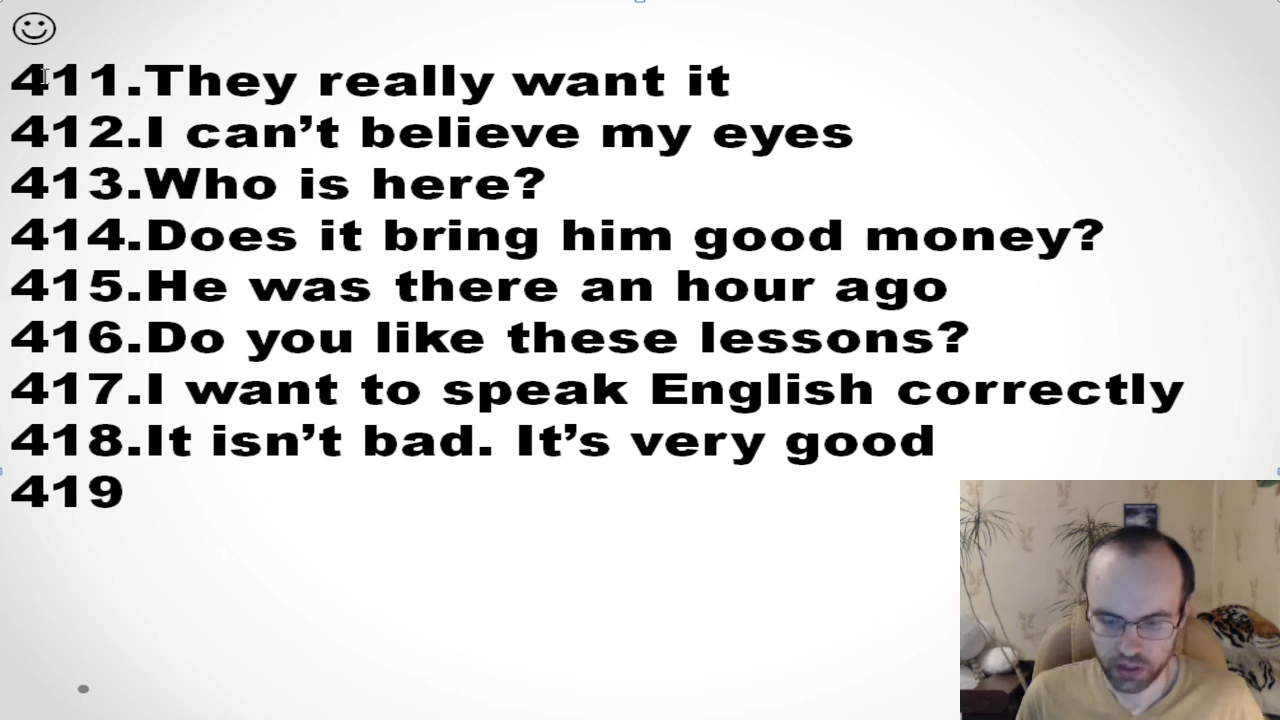 ☺
411.They really want it
412.I can’t believe my eyes
413.Who is here?
414.Does it bring him good money?
415.He was there an hour ago
416.Do you like these lessons?
417.I want to speak English correctly
418.It isn’t bad. It’s very good
419